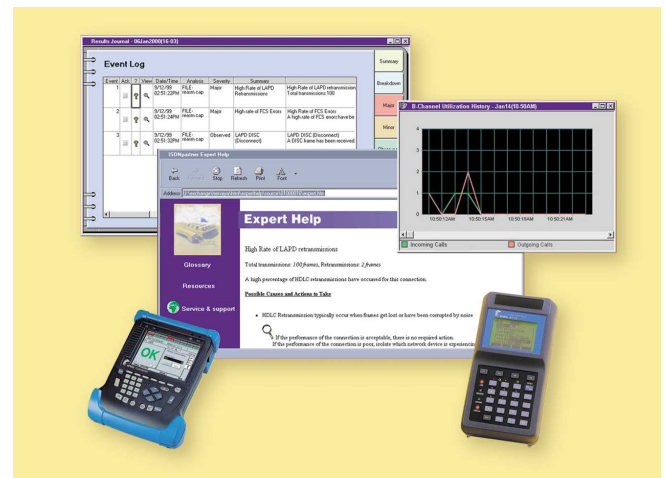 Results Journal - 06Jan2000(16-03)
Event Log
Summary
Breakdown
Major
Minor
Event Ack ? View Date/Time Analysis Severity Summary
1 9/12/99 FILE- Major High Rate of LAPD High Rate of LAPD retransmission
02:51:22PM Retransmissions Total transmissions:100
2 9/12/99 FILE- Major High rate of FCS Errors High Rate of FCS Errors
02:51:24PM A high rate of FCS errors have be
3 9/12/99 FILE- Observed LAPD DISC LAPD DISC (Disconnect)
02:51:32PM (Disconnect) A DISC frame has been received.
B-Channel Utilization History - Jan14(10:50AM)
4
3
2
1
0
10:50:12AM 10:50:15AM 10:50:18AM 10:50:21AM
Incoming Calls Outgoing Calls
ISDNpartner Expert Help
Back Stop Refresh Print Font
Address
Expert Help
High Rate of LAPD retransmissions
Total transmissions: 100 frames, Retransmissions: 2 frames
A high percentage of HDLC retransmissions have occurred for this connection.
Possible Causes and Actions to Take
HDLC Retransmission typically occur when frames get lost or have been corrupted by noise
If the performance of the connection is acceptable, there is no required action.
If the performance of the connection is poor, isolate which network device is experiencin
Glossary
Resources
Service & support
OK